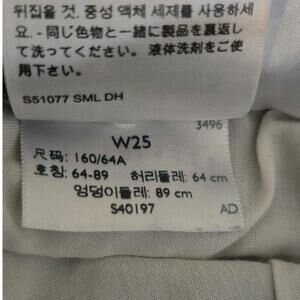 뒤집을 것. 중성 액체 세제를 사용하세
요. - 同じ色物と一緒に製品を裏返し
て洗ってください。液体洗剤をご使
用ください。
S51077 SML DH
3496
W25
尺码: 160/64A
호칭: 64-89 허리둘레: 64 cm
엉덩이둘레: 89 cm
S40197 AD